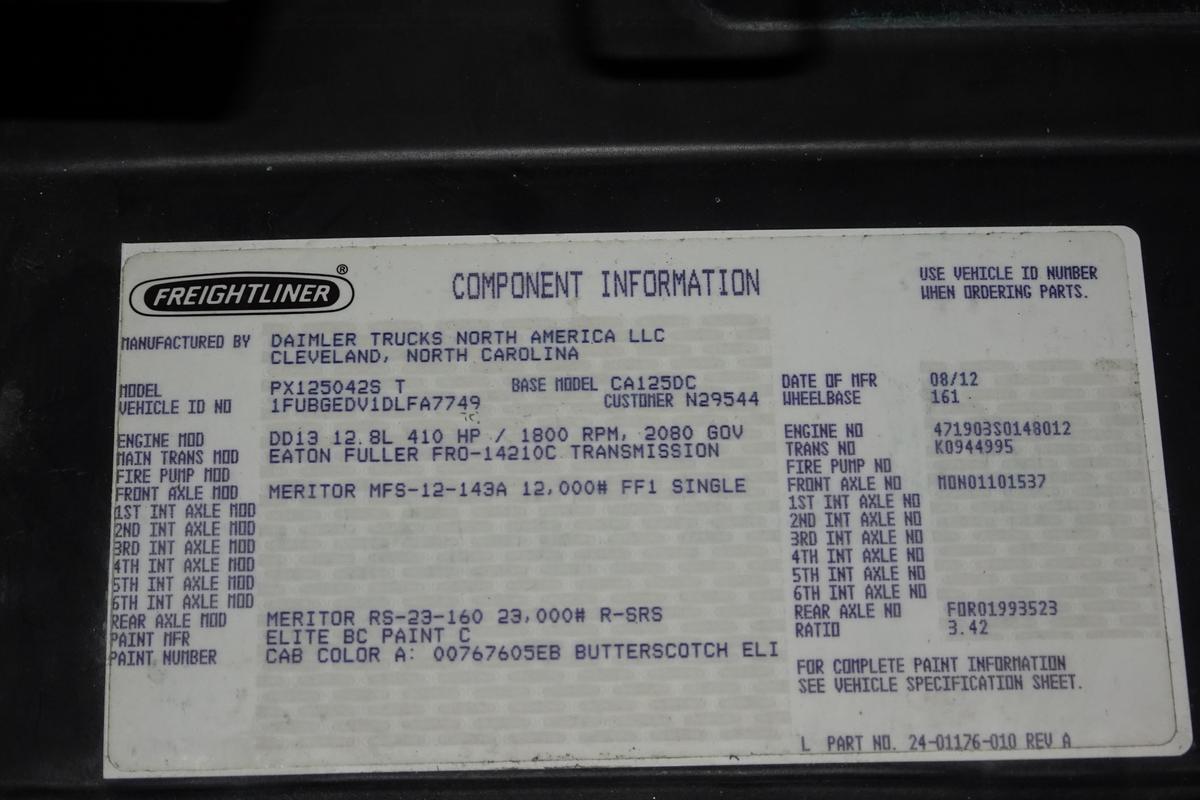 FREIGHTLINER®
COMPONENT INFORMATION
USE VEHICLE ID NUMBER
WHEN ORDERING PARTS.
MANUFACTURED BY DAIMLER TRUCKS NORTH AMERICA LLC
CLEVELAND, NORTH CAROLINA
MODEL PX125042S T BASE MODEL CA125DC DATE OF MFR 08/12
VEHICLE ID NO 1FUBGEDV1DLFA7749 CUSTOMER N29544 WHEELBASE 161
ENGINE MOD DD13 12.8L 410 HP / 1800 RPM, 2080 GOV ENGINE NO 471903S0148012
MAIN TRANS MOD EATON FULLER FRO-14210C TRANSMISSION TRANS NO K0944995
FIRE PUMP MOD FIRE PUMP NO
FRONT AXLE MOD MERITOR MFS-12-143A 12,000# FF1 SINGLE FRONT AXLE NO MON01101537
1ST INT AXLE MOD 1ST INT AXLE NO
2ND INT AXLE MOD 2ND INT AXLE NO
3RD INT AXLE MOD 3RD INT AXLE NO
4TH INT AXLE MOD 4TH INT AXLE NO
5TH INT AXLE MOD 5TH INT AXLE NO
6TH INT AXLE MOD 6TH INT AXLE NO
REAR AXLE MOD MERITOR RS-23-160 23,000# R-SRS REAR AXLE NO FOR01993523
PAINT MFR ELITE BC PAINT C RATIO 3.42
PAINT NUMBER CAB COLOR A: 00767605EB BUTTERSCOTCH ELI
FOR COMPLETE PAINT INFORMATION
SEE VEHICLE SPECIFICATION SHEET.
L PART NO. 24-01176-010 REV A